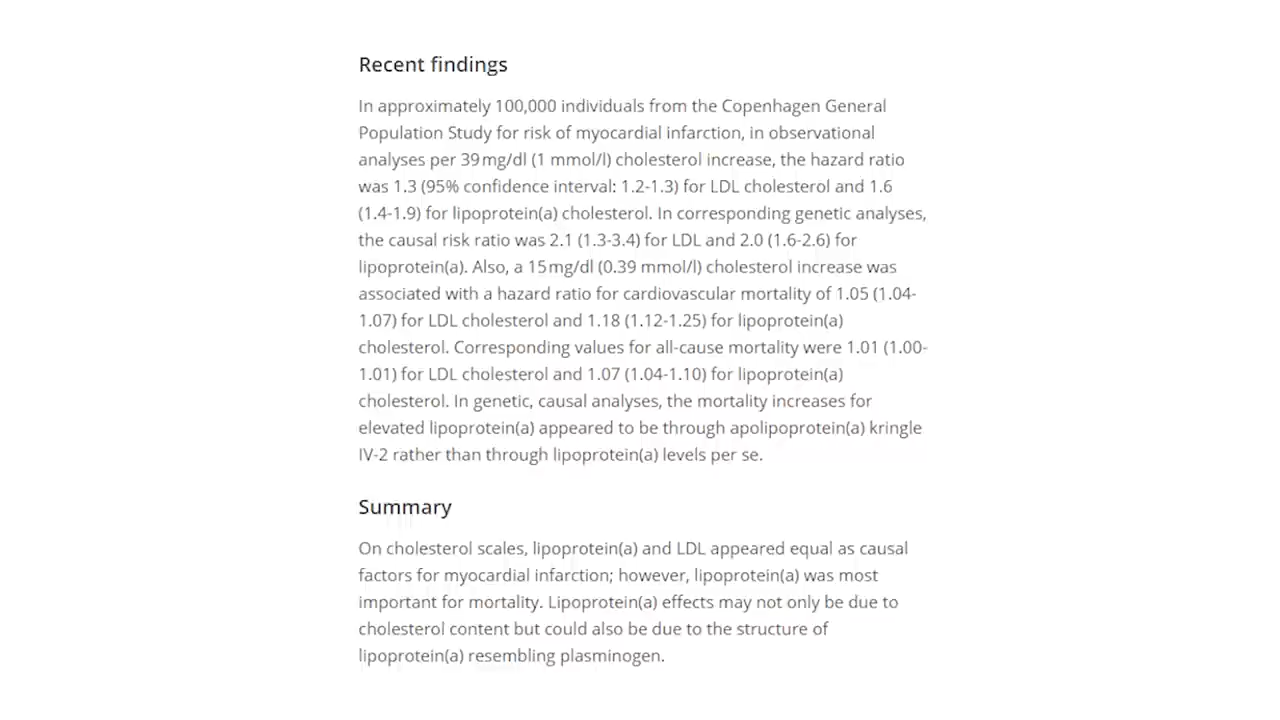 Recent findings
In approximately 100,000 individuals from the Copenhagen General
Population Study for risk of myocardial infarction, in observational
analyses per 39 mg/dl (1 mmol/l) cholesterol increase, the hazard ratio
was 1.3 (95% confidence interval: 1.2-1.3) for LDL cholesterol and 1.6
(1.4-1.9) for lipoprotein(a) cholesterol. In corresponding genetic analyses,
the causal risk ratio was 2.1 (1.3-3.4) for LDL and 2.0 (1.6-2.6) for
lipoprotein(a). Also, a 15 mg/dl (0.39 mmol/l) cholesterol increase was
associated with a hazard ratio for cardiovascular mortality of 1.05 (1.04-
1.07) for LDL cholesterol and 1.18 (1.12-1.25) for lipoprotein(a)
cholesterol. Corresponding values for all-cause mortality were 1.01 (1.00-
1.01) for LDL cholesterol and 1.07 (1.04-1.10) for lipoprotein(a)
cholesterol. In genetic, causal analyses, the mortality increases for
elevated lipoprotein(a) appeared to be through apolipoprotein(a) kringle
IV-2 rather than through lipoprotein(a) levels per se.
Summary
On cholesterol scales, lipoprotein(a) and LDL appeared equal as causal
factors for myocardial infarction; however, lipoprotein(a) was most
important for mortality. Lipoprotein(a) effects may not only be due to
cholesterol content but could also be due to the structure of
lipoprotein(a) resembling plasminogen.